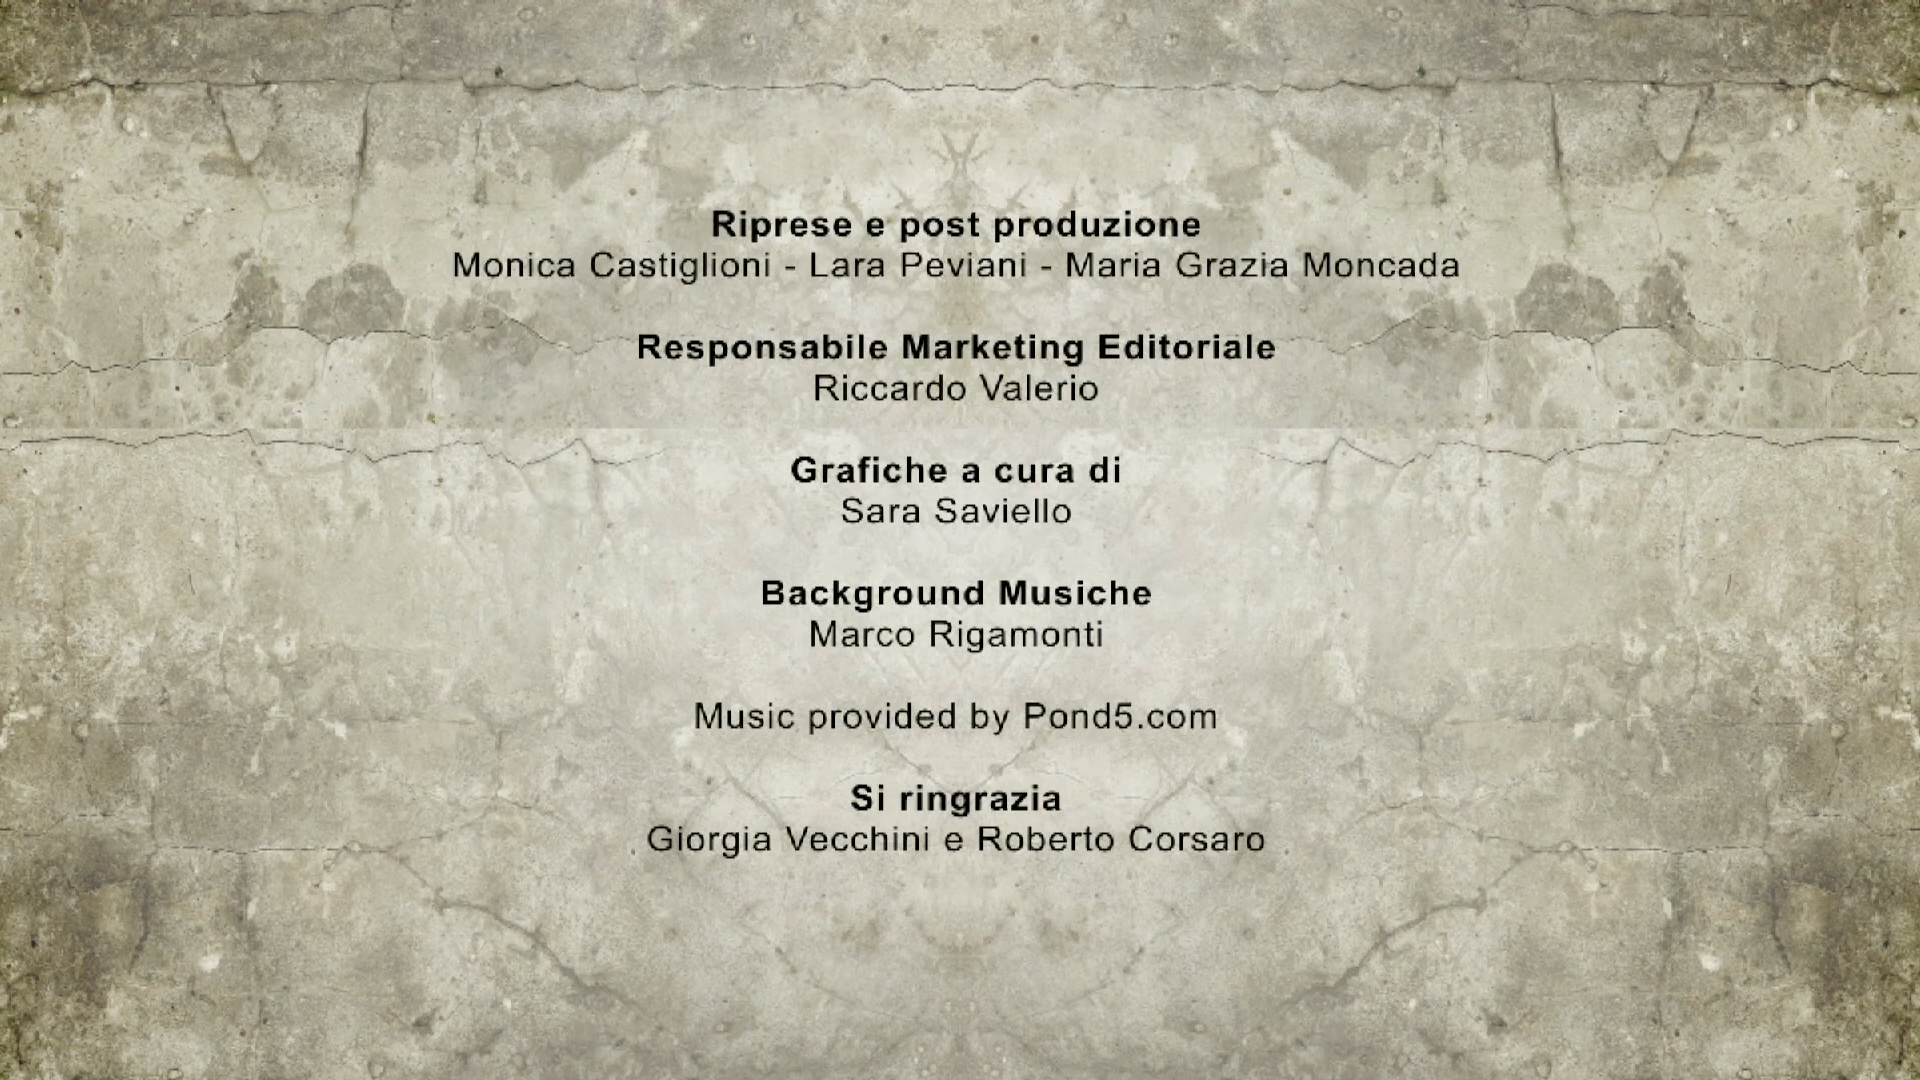 Riprese e post produzione
Monica Castiglioni - Lara Peviani - Maria Grazia Moncada
Responsabile Marketing Editoriale
Riccardo Valerio
Grafiche a cura di
Sara Saviello
Background Musiche
Marco Rigamonti
Music provided by Pond5.com
Si ringrazia
Giorgia Vecchini e Roberto Corsaro